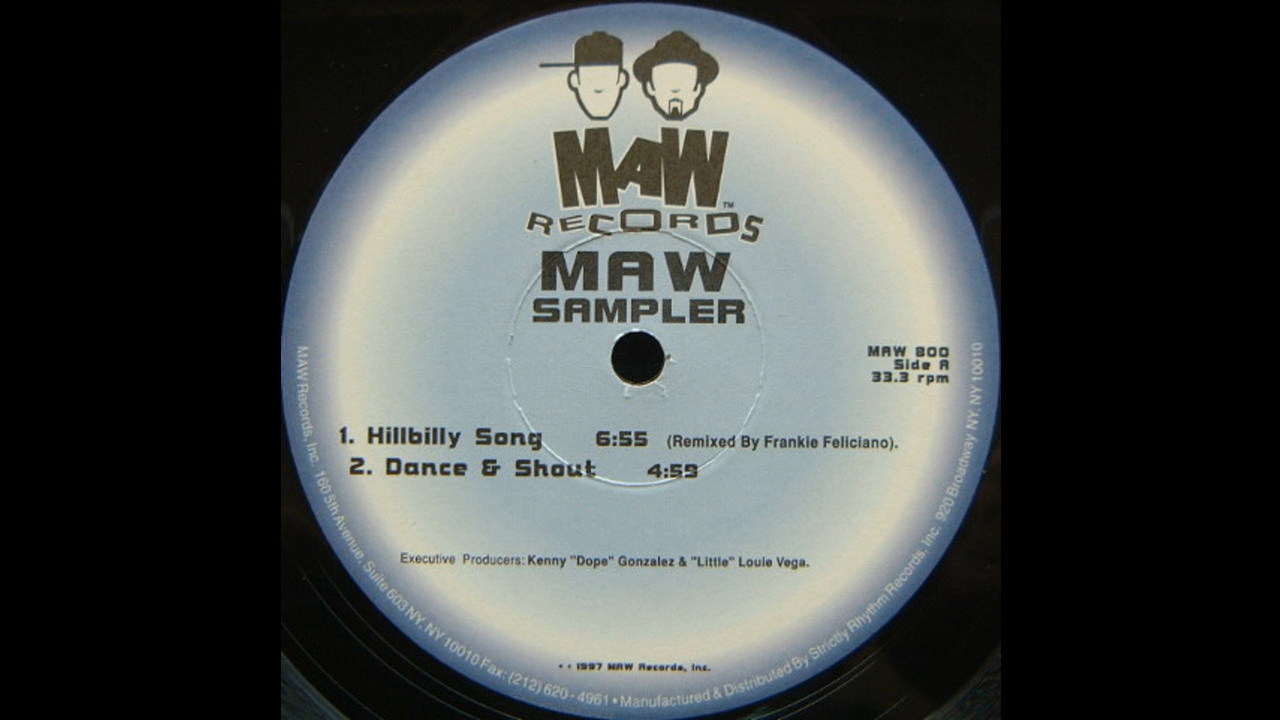 MAW™
RECORDS
MAW
SAMPLER
MAW 800
Side A
33.3 rpm
1. Hillbilly Song 6:55 (Remixed By Frankie Feliciano).
2. Dance & Shout 4:59
Executive Producers: Kenny "Dope" Gonzalez & "Little" Louie Vega.
1997 MAW Records, Inc.
MAW Records, Inc. 160 5th Avenue, Suite 603 NY, NY 10010 Fax: (212) 620 - 4961 • Manufactured & Distributed By Strictly Rhythm Records, Inc. 920 Broadway NY, NY 10010